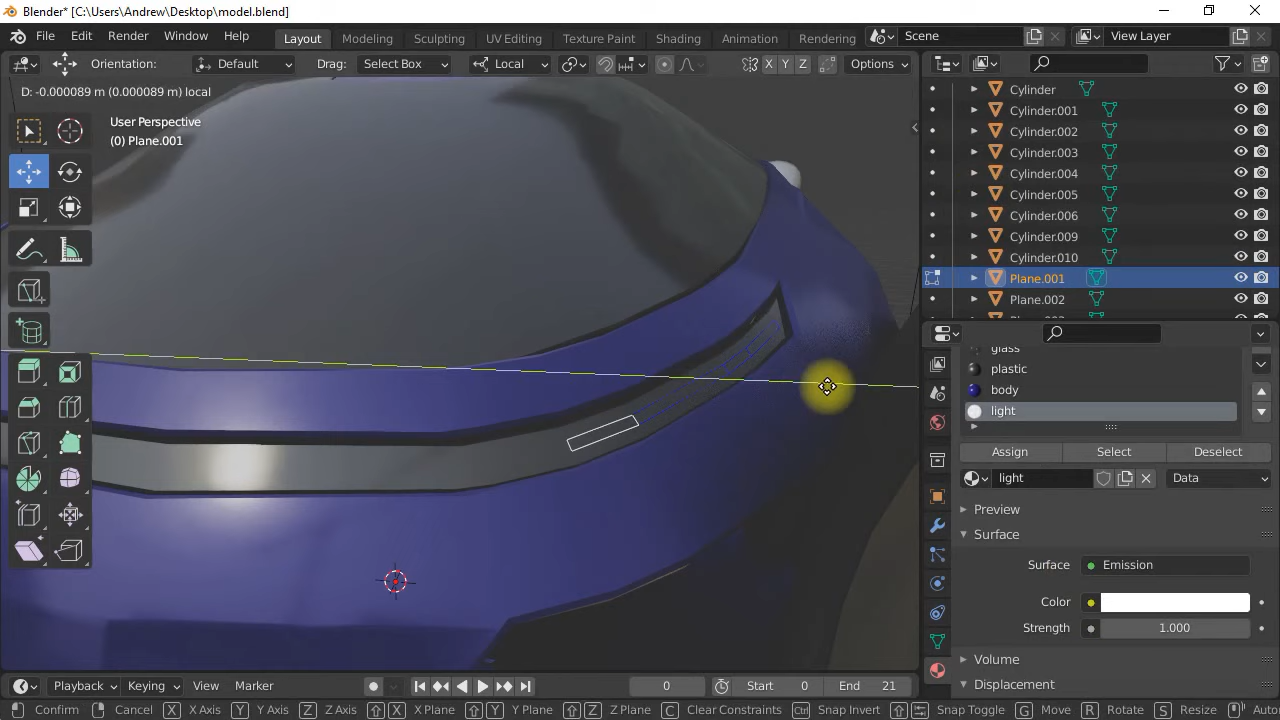 Blender* [C:\Users\Andrew\Desktop\model.blend]
File Edit Render Window Help Layout Modeling Sculpting UV Editing Texture Paint Shading Animation Rendering Scene View Layer
Orientation: Default Drag: Select Box Local X Y Z Options
D: -0.000089 m (0.000089 m) local
User Perspective
(0) Plane.001
Cylinder
Cylinder.001
Cylinder.002
Cylinder.003
Cylinder.004
Cylinder.005
Cylinder.006
Cylinder.009
Cylinder.010
Plane.001
Plane.002
glass
plastic
body
light
Assign Select Deselect
light Data
Preview
Surface
Surface Emission
Color
Strength 1.000
Volume
Displacement
Playback Keying View Marker 0 Start 0 End 21
Confirm Cancel X X Axis Y Y Axis Z Z Axis X X Plane Y Y Plane Z Z Plane C Clear Constraints Ctrl Snap Invert Snap Toggle G Move R Rotate S Resize Auto